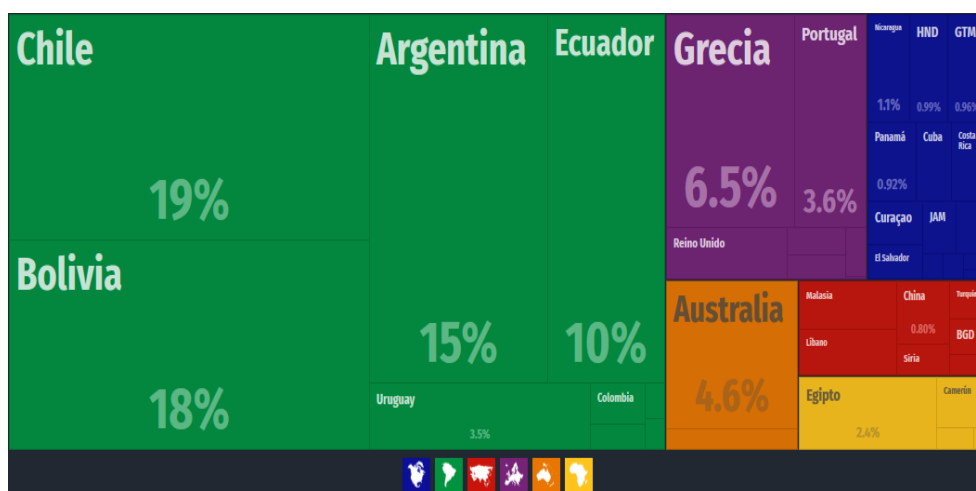 Chile
19%
Bolivia
18%
Argentina
15%
Ecuador
10%
Uruguay
3.5%
Colombia
Grecia
6.5%
Portugal
3.6%
Reino Unido
Australia
4.6%
Nicaragua
1.1%
HND
0.99%
GTM
0.96%
Panamá
0.92%
Cuba
Costa
Rica
Curaçao
JAM
El Salvador
Malasia
Líbano
China
0.80%
Siria
Turquía
BGD
Egipto
2.4%
Camerún